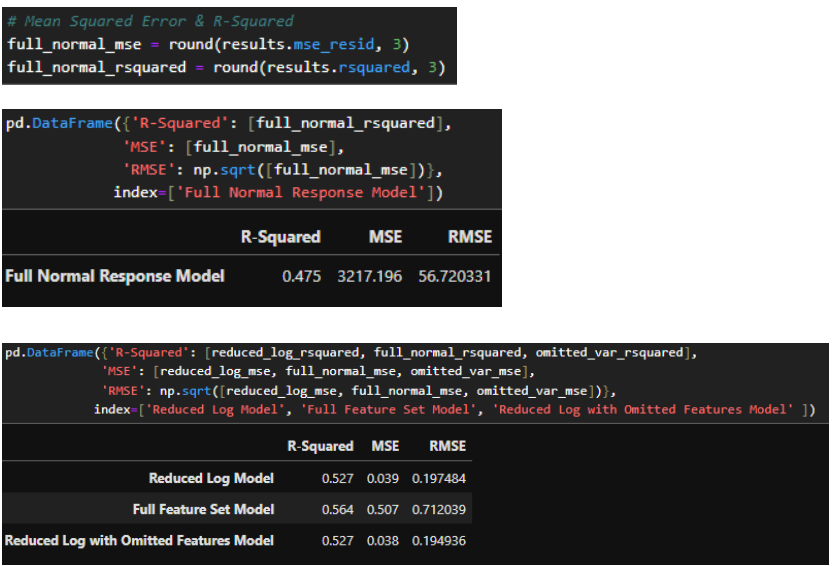 # Mean Squared Error & R-Squared
full_normal_mse = round(results.mse_resid, 3)
full_normal_rsquared = round(results.rsquared, 3)
pd.DataFrame({'R-Squared': [full_normal_rsquared],
'MSE': [full_normal_mse],
'RMSE': np.sqrt([full_normal_mse])},
index=['Full Normal Response Model'])
R-Squared MSE RMSE
Full Normal Response Model 0.475 3217.196 56.720331
pd.DataFrame({'R-Squared': [reduced_log_rsquared, full_normal_rsquared, omitted_var_rsquared],
'MSE': [reduced_log_mse, full_normal_mse, omitted_var_mse],
'RMSE': np.sqrt([reduced_log_mse, full_normal_mse, omitted_var_mse])},
index=['Reduced Log Model', 'Full Feature Set Model', 'Reduced Log with Omitted Features Model' ])
R-Squared MSE RMSE
Reduced Log Model 0.527 0.039 0.197484
Full Feature Set Model 0.564 0.507 0.712039
Reduced Log with Omitted Features Model 0.527 0.038 0.194936